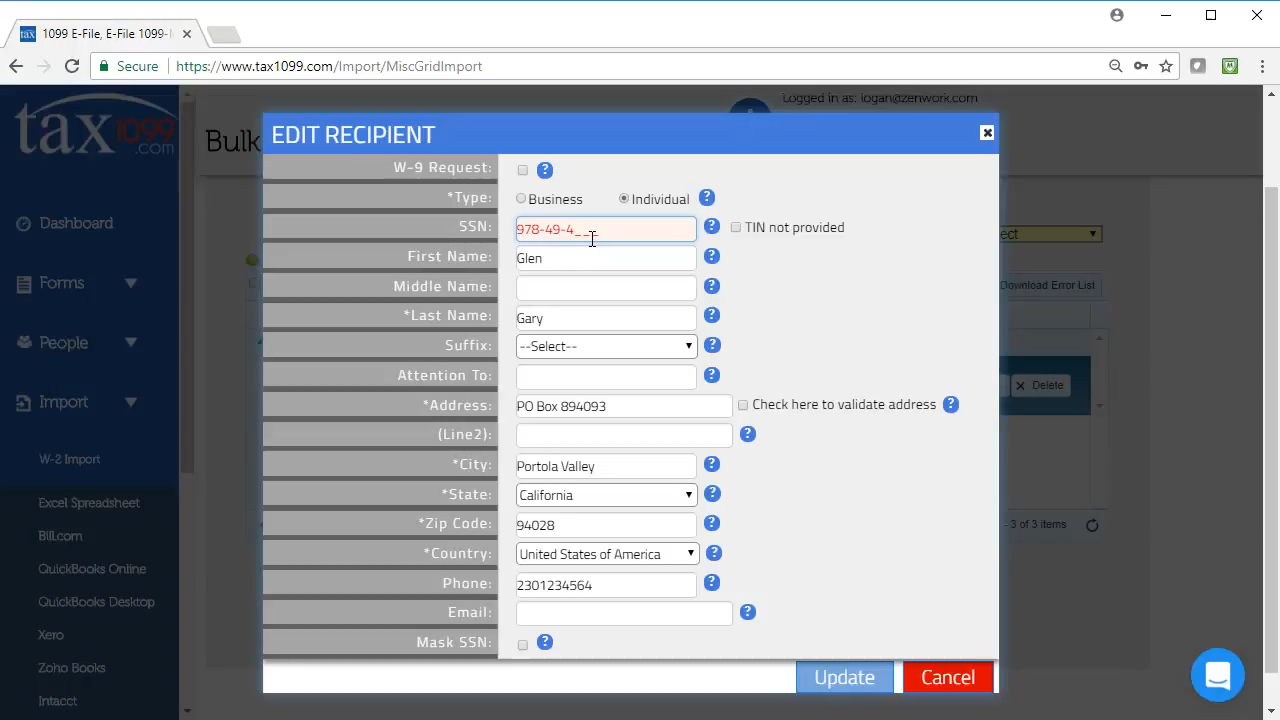 1099 E-File, E-File 1099-
Secure https://www.tax1099.com/Import/MiscGridImport
tax 1099 .com
Bulk
Logged in as: logan@zenwork.com
EDIT RECIPIENT
W-9 Request:
*Type: Business Individual
SSN: 978-49-4___ TIN not provided
First Name: Glen
Middle Name:
*Last Name: Gary
Suffix: --Select--
Attention To:
*Address: PO Box 894093 Check here to validate address
(Line2):
*City: Portola Valley
*State: California
*Zip Code: 94028
*Country: United States of America
Phone: 2301234564
Email:
Mask SSN:
Update Cancel
Dashboard
Forms
People
Import
W-2 Import
Excel Spreadsheet
Bill.com
QuickBooks Online
QuickBooks Desktop
Xero
Zoho Books
Intacct
Download Error List
Delete
- 3 of 3 items